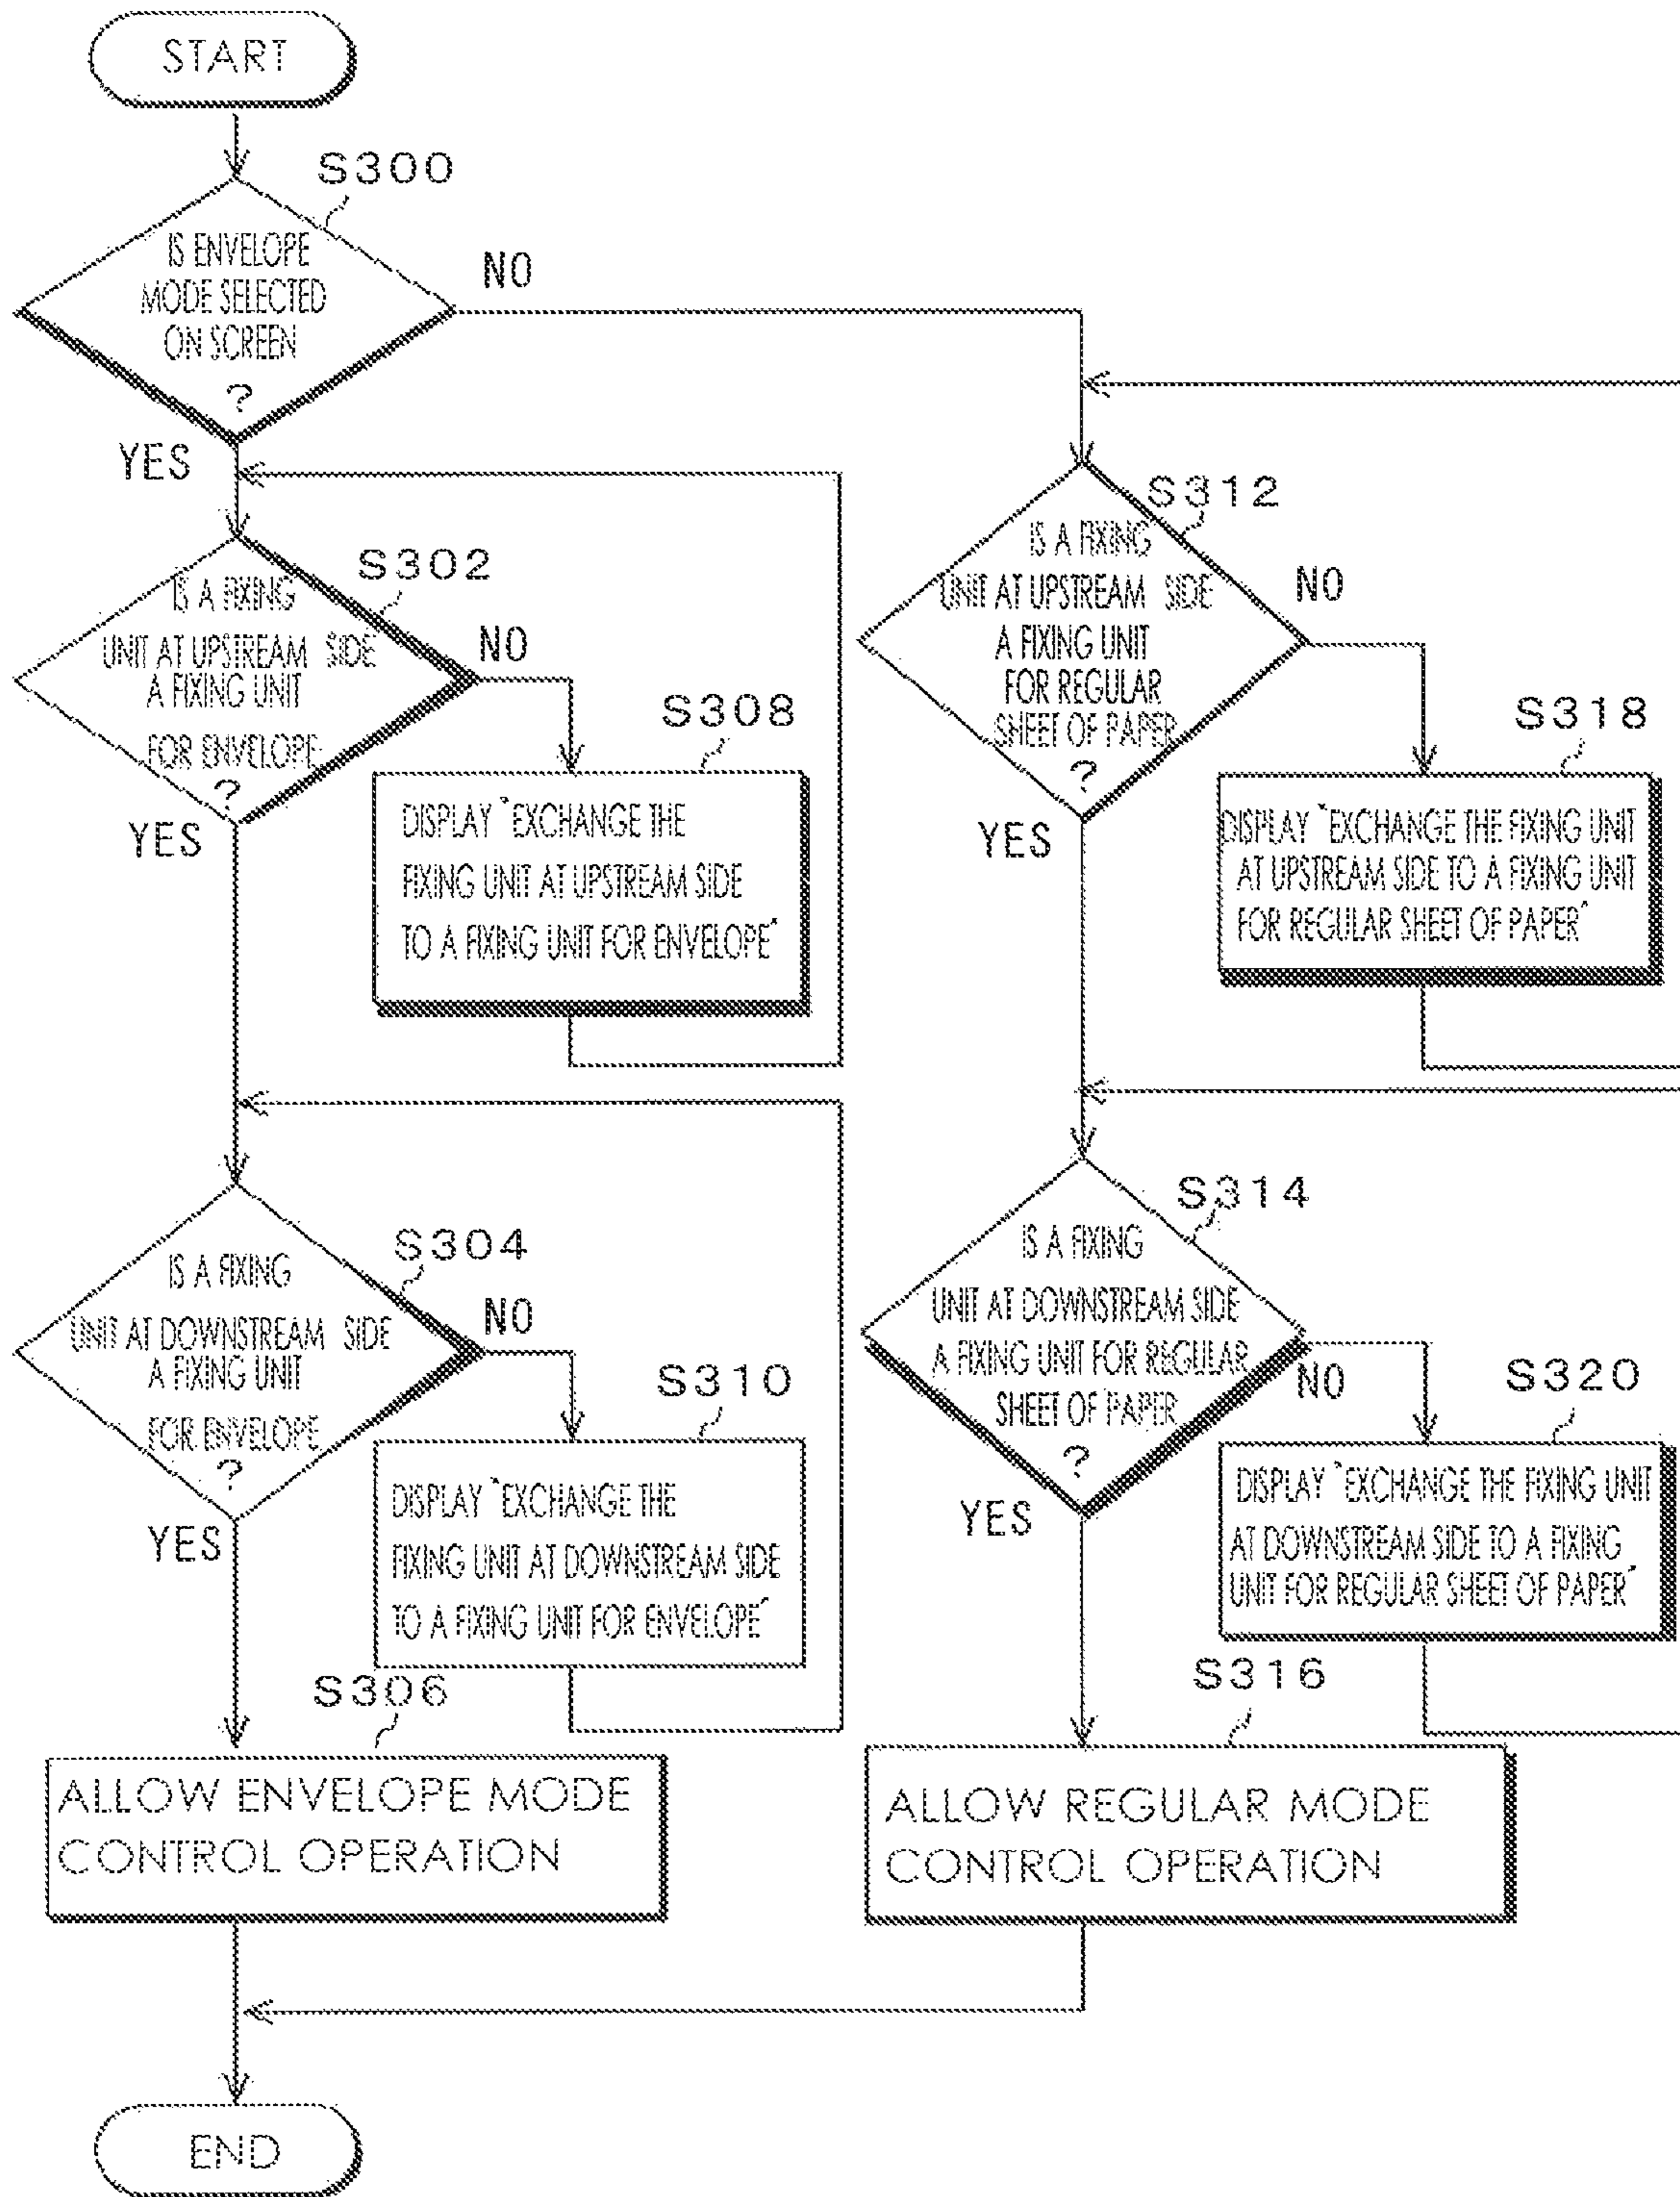 START
S300
IS ENVELOPE
MODE SELECTED
ON SCREEN
?
NO
YES
S302
IS A FIXING
UNIT AT UPSTREAM SIDE
A FIXING UNIT
FOR ENVELOPE
?
NO
YES
S308
DISPLAY "EXCHANGE THE
FIXING UNIT AT UPSTREAM SIDE
TO A FIXING UNIT FOR ENVELOPE"
S304
IS A FIXING
UNIT AT DOWNSTREAM SIDE
A FIXING UNIT
FOR ENVELOPE
?
NO
YES
S310
DISPLAY "EXCHANGE THE
FIXING UNIT AT DOWNSTREAM SIDE
TO A FIXING UNIT FOR ENVELOPE"
S306
ALLOW ENVELOPE MODE
CONTROL OPERATION
S312
IS A FIXING
UNIT AT UPSTREAM SIDE
A FIXING UNIT
FOR REGULAR
SHEET OF PAPER
?
NO
YES
S318
DISPLAY "EXCHANGE THE FIXING UNIT
AT UPSTREAM SIDE TO A FIXING UNIT
FOR REGULAR SHEET OF PAPER"
S314
IS A FIXING
UNIT AT DOWNSTREAM SIDE
A FIXING UNIT FOR REGULAR
SHEET OF PAPER
?
NO
YES
S320
DISPLAY "EXCHANGE THE FIXING UNIT
AT DOWNSTREAM SIDE TO A FIXING
UNIT FOR REGULAR SHEET OF PAPER"
S316
ALLOW REGULAR MODE
CONTROL OPERATION
END